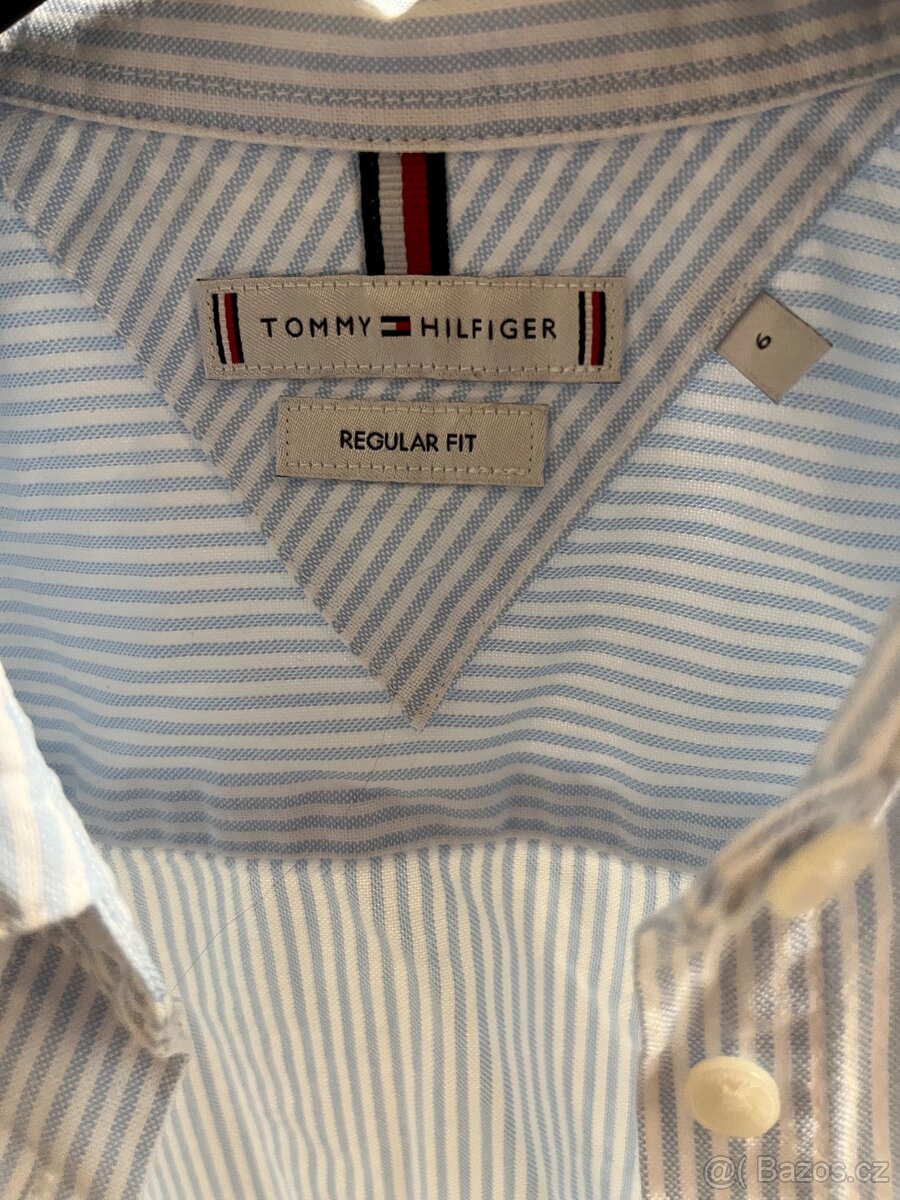 TOMMY HILFIGER
6
REGULAR FIT
@( Bazos.cz